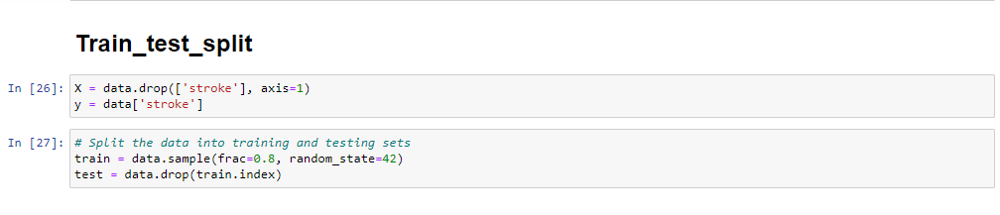 Train_test_split
In [26]: X = data.drop(['stroke'], axis=1)
y = data['stroke']
In [27]: # Split the data into training and testing sets
train = data.sample(frac=0.8, random_state=42)
test = data.drop(train.index)